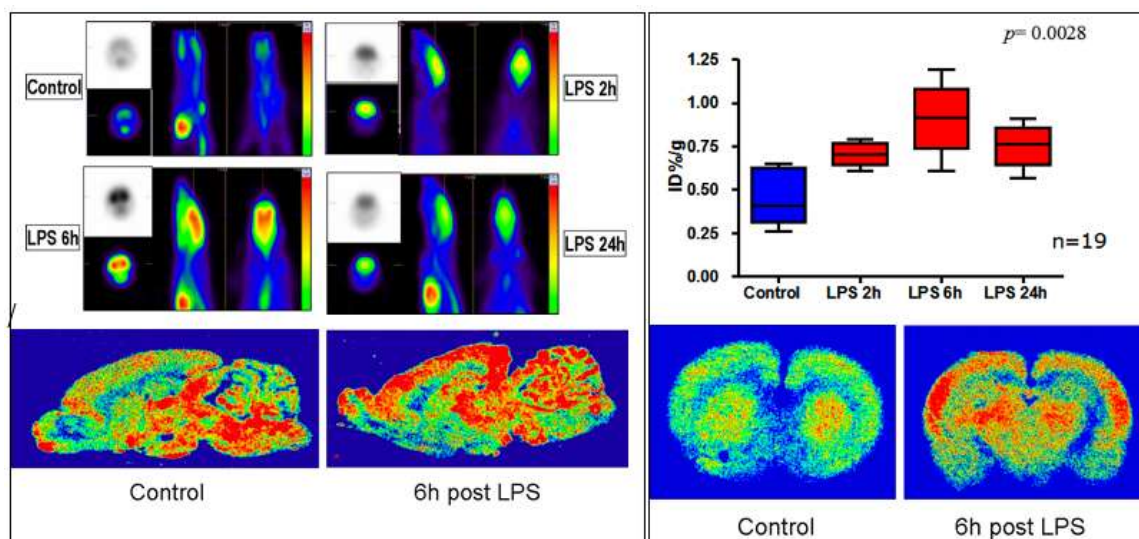 Control
LPS 2h
LPS 6h
LPS 24h
/
Control
6h post LPS
p= 0.0028
ID%/g
1.25
1.00
0.75
0.50
0.25
0.00
n=19
Control
LPS 2h
LPS 6h
LPS 24h
Control
6h post LPS